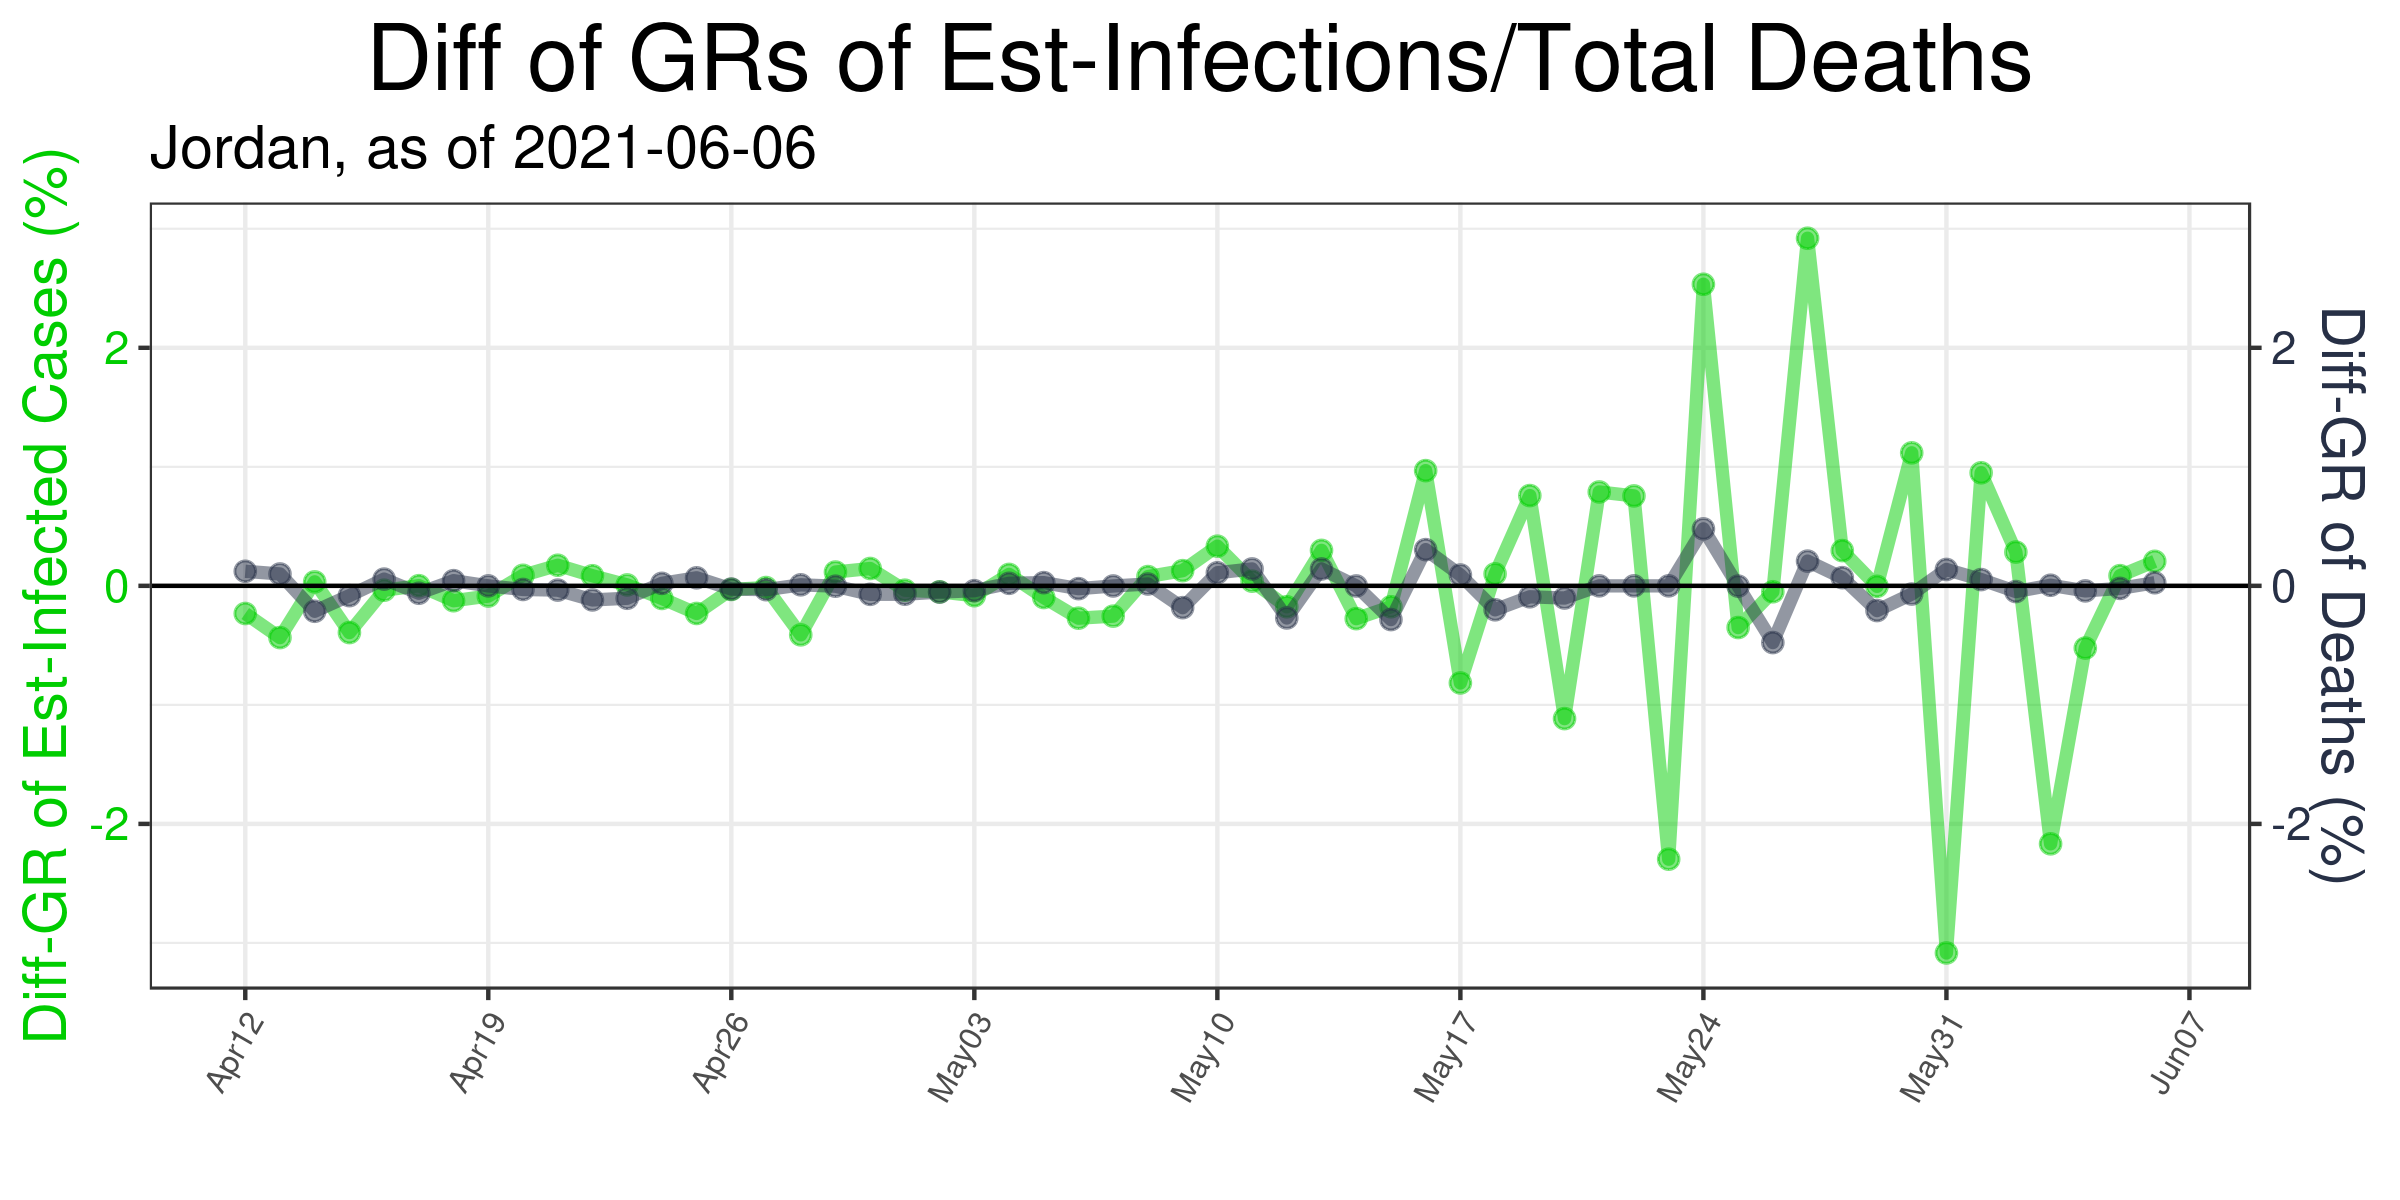 Diff of GRs of Est-Infections/Total Deaths
Jordan, as of 2021-06-06
Diff-GR of Est-Infected Cases (%)
2
0
-2
2
0
-2
Diff-GR of Deaths (%)
Apr12
Apr19
Apr26
May03
May10
May17
May24
May31
Jun07